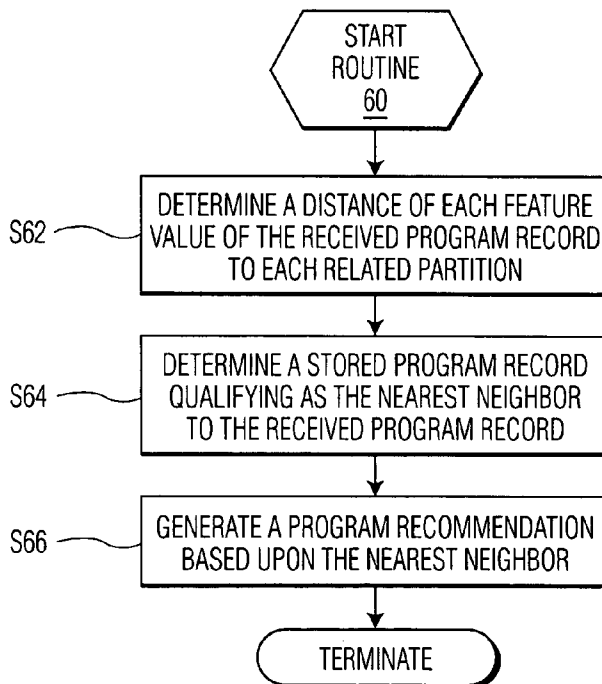 START
ROUTINE
60
S62
DETERMINE A DISTANCE OF EACH FEATURE
VALUE OF THE RECEIVED PROGRAM RECORD
TO EACH RELATED PARTITION
S64
DETERMINE A STORED PROGRAM RECORD
QUALIFYING AS THE NEAREST NEIGHBOR
TO THE RECEIVED PROGRAM RECORD
S66
GENERATE A PROGRAM RECOMMENDATION
BASED UPON THE NEAREST NEIGHBOR
TERMINATE